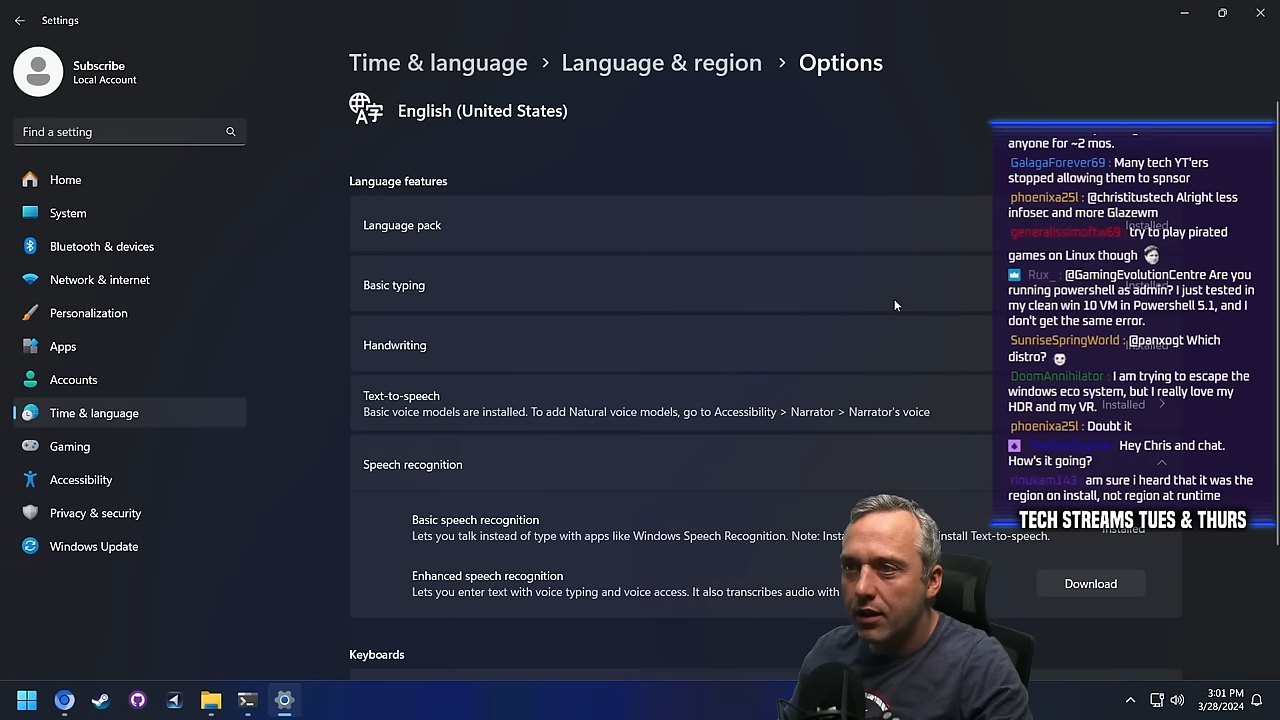 Settings
Subscribe
Local Account
Find a setting
Home
System
Bluetooth & devices
Network & internet
Personalization
Apps
Accounts
Time & language
Gaming
Accessibility
Privacy & security
Windows Update
Time & language > Language & region > Options
English (United States)
Language features
Language pack
Installed
Basic typing
Installed
Handwriting
Installed
Text-to-speech
Basic voice models are installed. To add Natural voice models, go to Accessibility > Narrator > Narrator's voice
Installed
Speech recognition
Basic speech recognition
Lets you talk instead of type with apps like Windows Speech Recognition. Note: Insta
nstall Text-to-speech.
Installed
Enhanced speech recognition
Lets you enter text with voice typing and voice access. It also transcribes audio with
Download
Keyboards
anyone for ~2 mos.
GalagaForever69 : Many tech YT'ers
stopped allowing them to spnsor
phoenixa25l : @christitustech Alright less
infosec and more Glazewm
generalissimoftw69 : try to play pirated
games on Linux though
Rux_ : @GamingEvolutionCentre Are you
running powershell as admin? I just tested in
my clean win 10 VM in Powershell 5.1, and I
don't get the same error.
SunriseSpringWorld : @panxogt Which
distro?
DoomAnnihilator : I am trying to escape the
windows eco system, but I really love my
HDR and my VR.
phoenixa25l : Doubt it
Hey Chris and chat.
How's it going?
rinukam143 : am sure i heard that it was the
region on install, not region at runtime
TECH STREAMS TUES & THURS
3:01 PM
3/28/2024